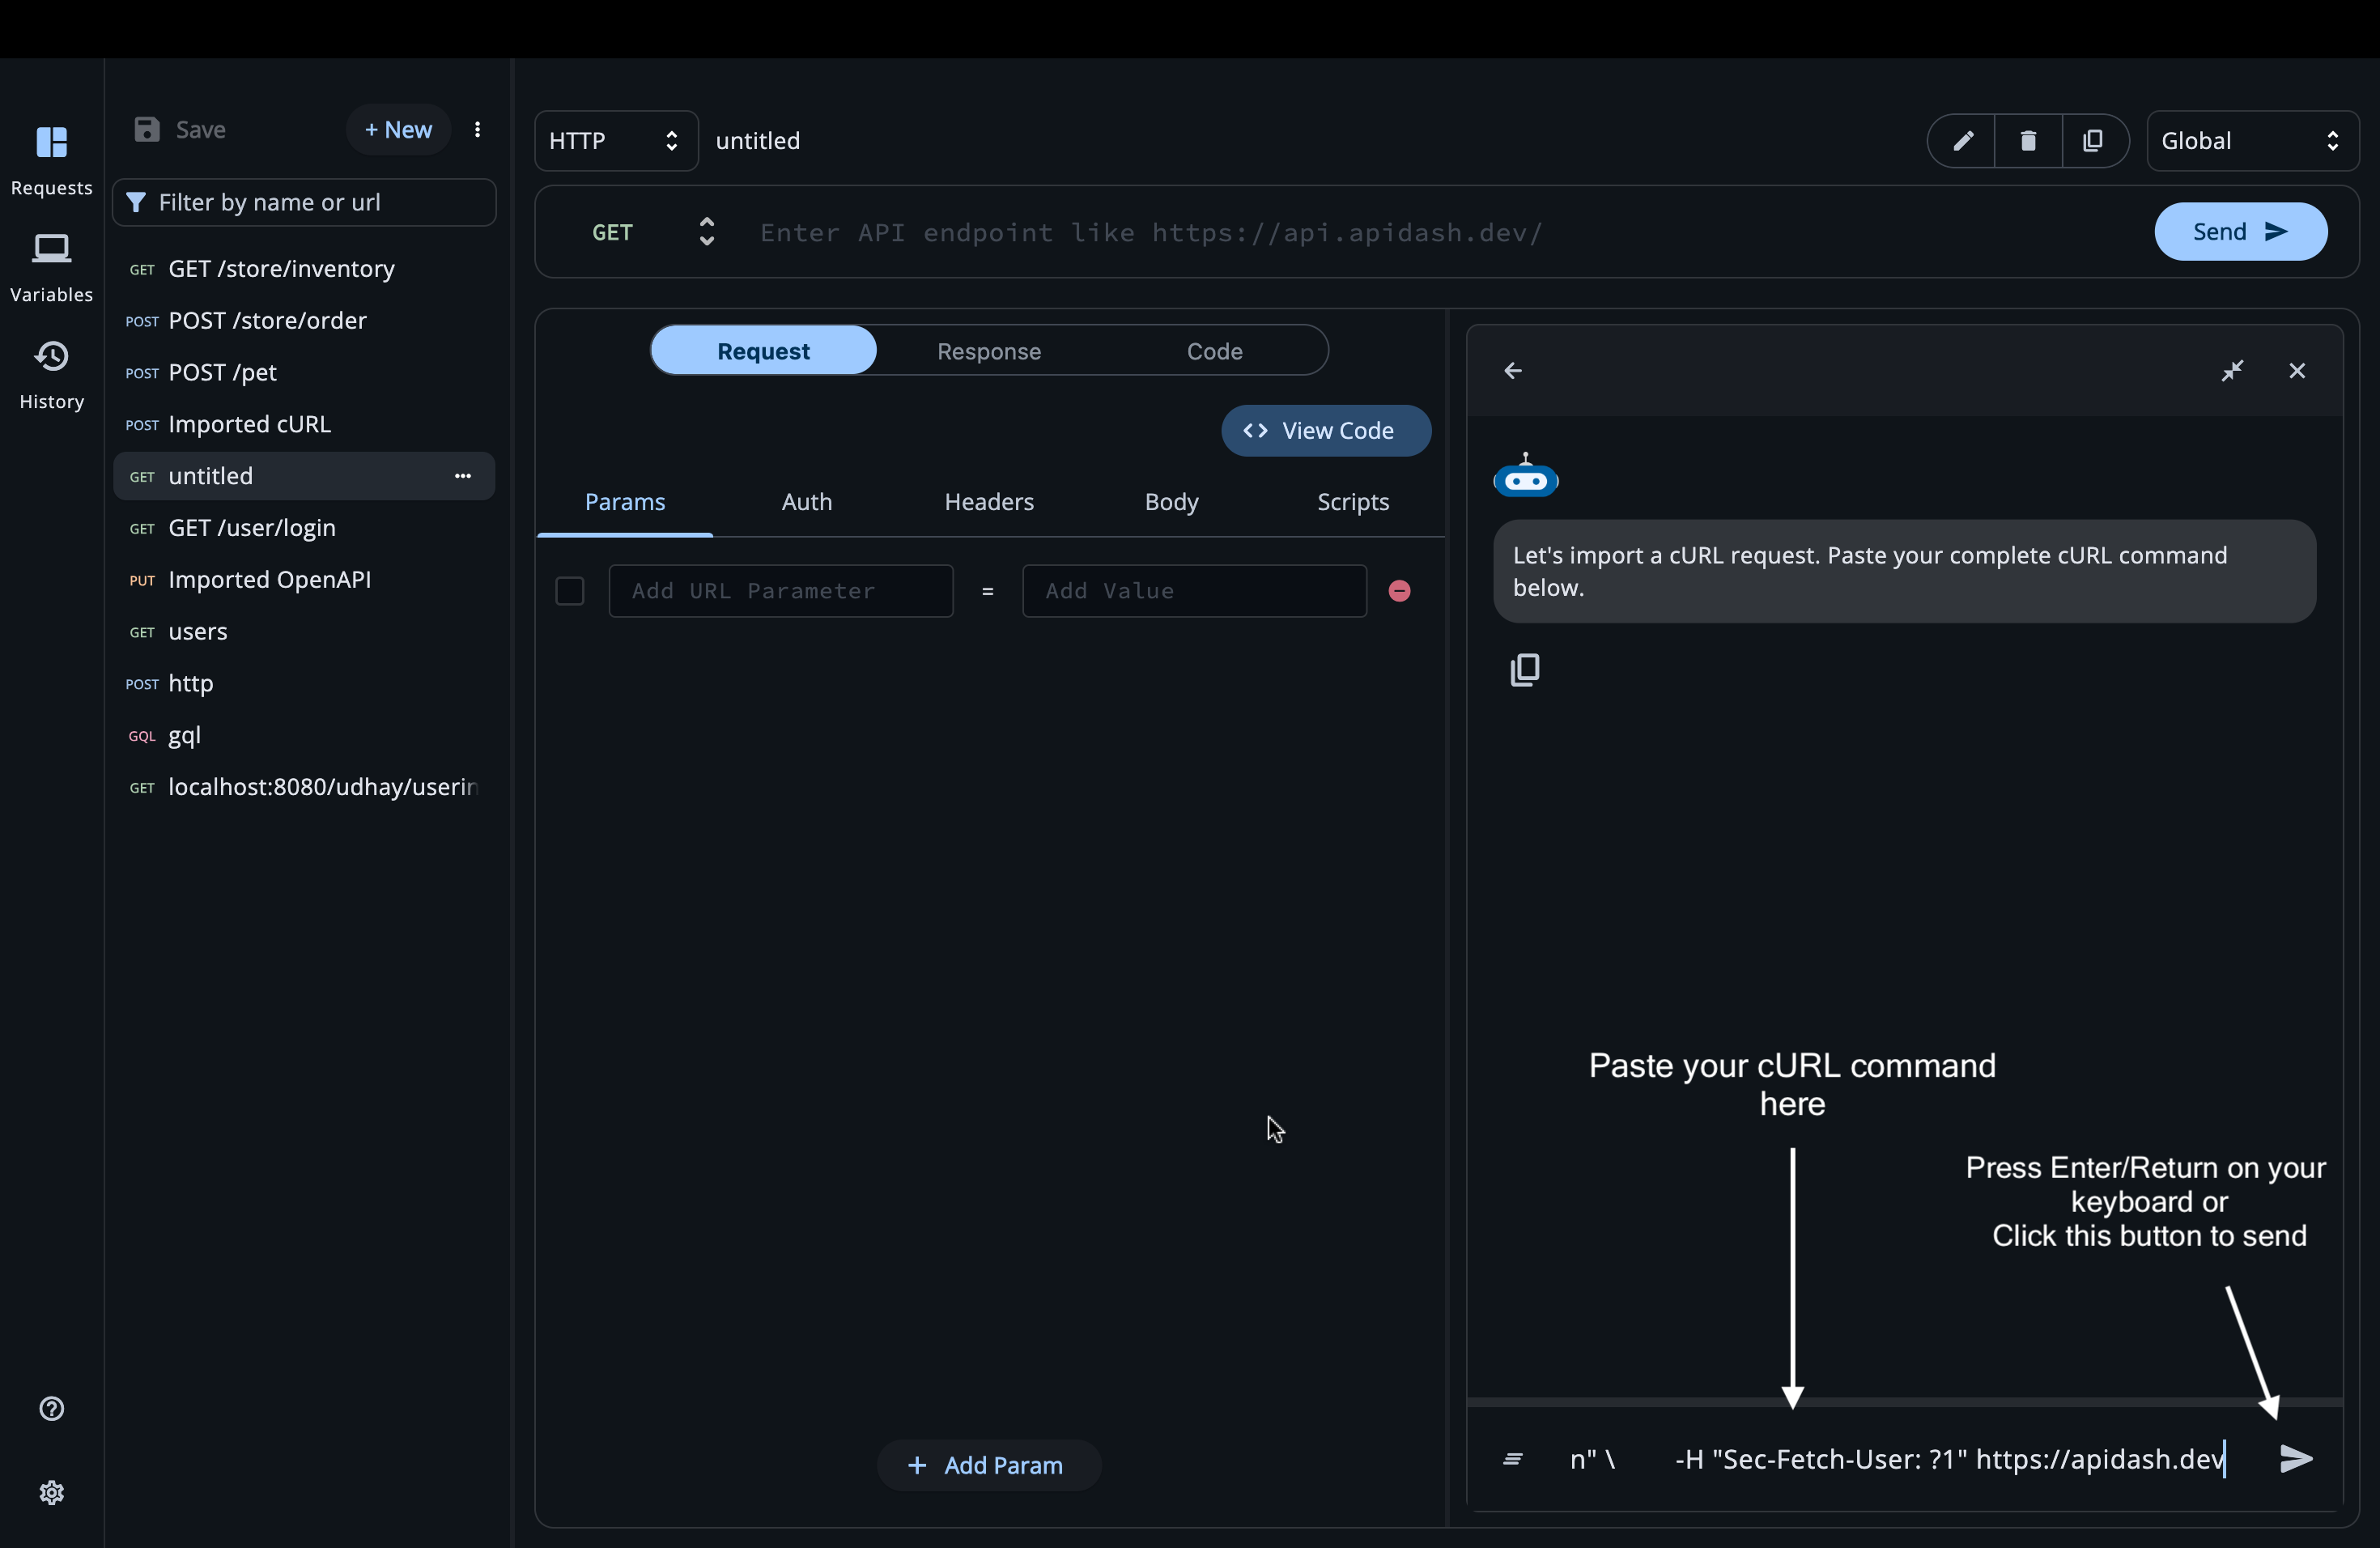 Requests
Variables
History
Save
+ New
Filter by name or url
GET GET /store/inventory
POST POST /store/order
POST POST /pet
POST Imported cURL
GET untitled
GET GET /user/login
PUT Imported OpenAPI
GET users
POST http
GQL gql
GET localhost:8080/udhay/userin
HTTP
untitled
Global
GET
Enter API endpoint like https://api.apidash.dev/
Send
Request
Response
Code
View Code
Params
Auth
Headers
Body
Scripts
Add URL Parameter
=
Add Value
+ Add Param
Let's import a cURL request. Paste your complete cURL command
below.
Paste your cURL command
here
Press Enter/Return on your
keyboard or
Click this button to send
n" \ -H "Sec-Fetch-User: ?1" https://apidash.dev